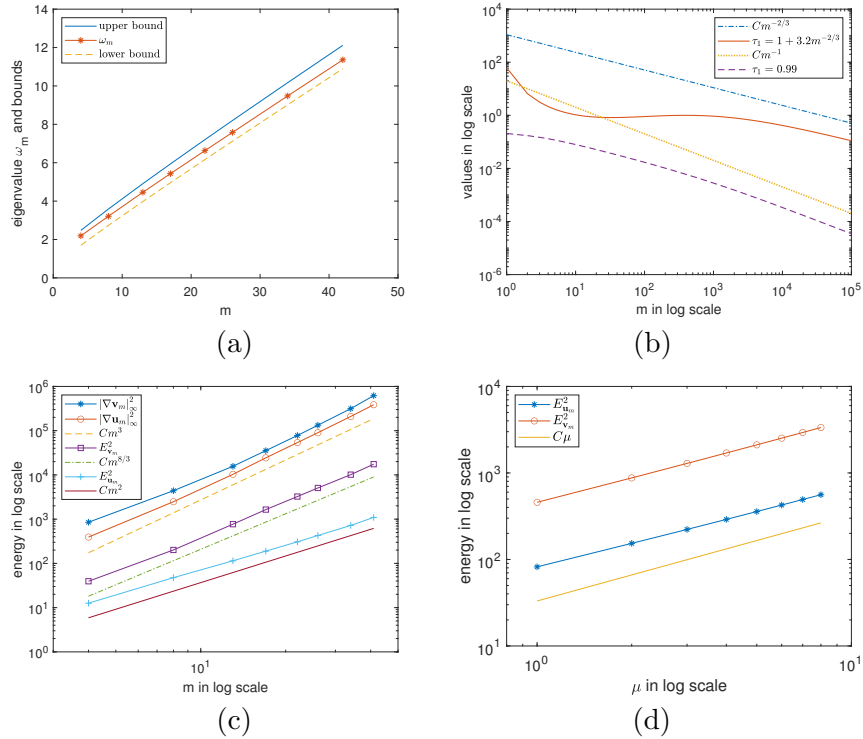 14
12
10
8
6
4
2
0
0 10 20 30 40 50
eigenvalue ω_m and bounds
m
upper bound
ω_m
lower bound
(a)
10^4
10^2
10^0
10^-2
10^-4
10^-6
10^0 10^1 10^2 10^3 10^4 10^5
values in log scale
m in log scale
Cm^{-2/3}
τ_1 = 1 + 3.2m^{-2/3}
Cm^{-1}
τ_1 = 0.99
(b)
10^6
10^5
10^4
10^3
10^2
10^1
10^0
10^1
energy in log scale
m in log scale
|∇v_m|^2_∞
|∇u_m|^2_∞
Cm^3
E^2_{v_m}
Cm^{8/3}
E^2_{u_m}
Cm^2
(c)
10^4
10^3
10^2
10^1
10^0 10^1
energy in log scale
μ in log scale
E^2_{u_m}
E^2_{v_m}
Cμ
(d)